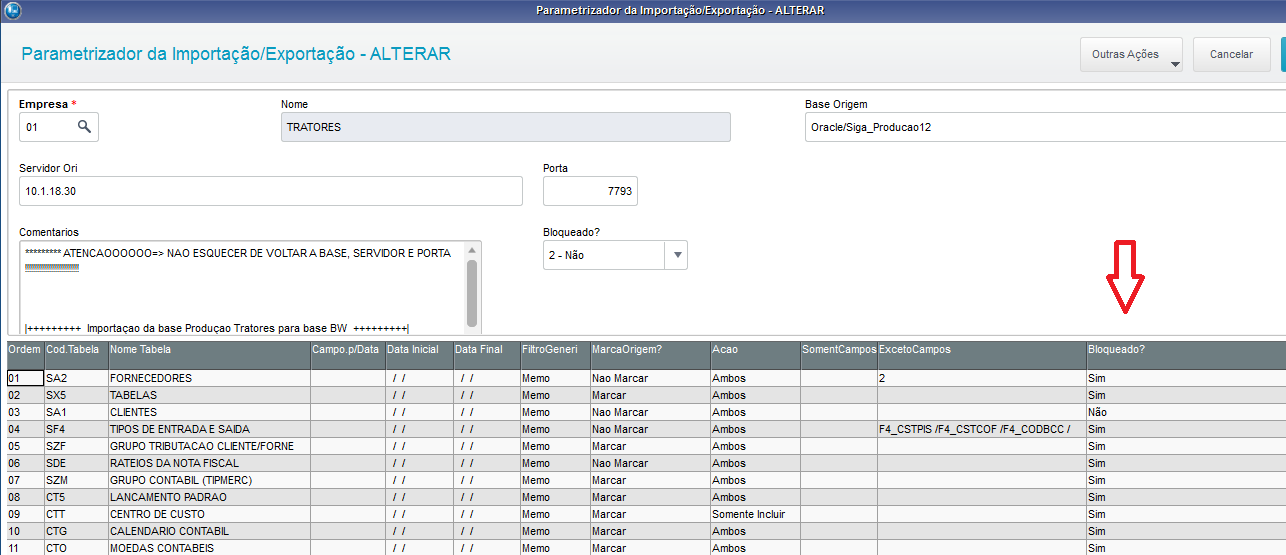 Parametrizador da Importação/Exportação - ALTERAR
Parametrizador da Importação/Exportação - ALTERAR
Outras Ações
Cancelar
Empresa *
Nome
Base Origem
01
TRATORES
Oracle/Siga_Producao12
Servidor Ori
Porta
10.1.18.30
7793
Comentarios
Bloqueado?
********* ATENCAOOOOOO=> NAO ESQUECER DE VOLTAR A BASE, SERVIDOR E PORTA
2 - Não
|+++++++++ Importaçao da base Produçao Tratores para base BW +++++++++|
Ordem Cod.Tabela Nome Tabela Campo.p/Data Data Inicial Data Final FiltroGeneri MarcaOrigem? Acao SomentCampos ExcetoCampos Bloqueado?
01 SA2 FORNECEDORES / / / / Memo Nao Marcar Ambos 2 Sim
02 SX5 TABELAS / / / / Memo Marcar Ambos Sim
03 SA1 CLIENTES / / / / Memo Nao Marcar Ambos Não
04 SF4 TIPOS DE ENTRADA E SAIDA / / / / Memo Nao Marcar Ambos F4_CSTPIS /F4_CSTCOF /F4_CODBCC / Sim
05 SZF GRUPO TRIBUTACAO CLIENTE/FORNE / / / / Memo Marcar Ambos Sim
06 SDE RATEIOS DA NOTA FISCAL / / / / Memo Nao Marcar Ambos Sim
07 SZM GRUPO CONTABIL (TIPMERC) / / / / Memo Marcar Ambos Sim
08 CT5 LANCAMENTO PADRAO / / / / Memo Marcar Ambos Sim
09 CTT CENTRO DE CUSTO / / / / Memo Marcar Somente Incluir Sim
10 CTG CALENDARIO CONTABIL / / / / Memo Marcar Ambos Sim
11 CTO MOEDAS CONTABEIS / / / / Memo Marcar Ambos Sim